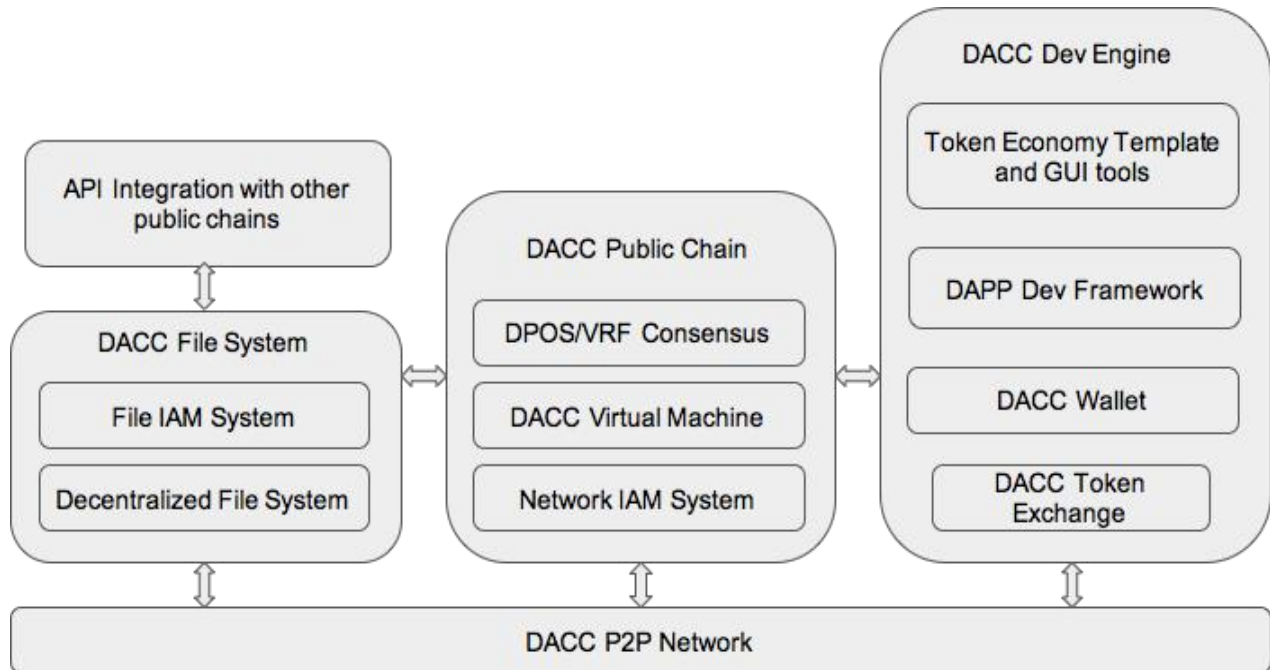 API Integration with other
public chains
DACC File System
File IAM System
Decentralized File System
DACC Public Chain
DPOS/VRF Consensus
DACC Virtual Machine
Network IAM System
DACC Dev Engine
Token Economy Template
and GUI tools
DAPP Dev Framework
DACC Wallet
DACC Token
Exchange
DACC P2P Network